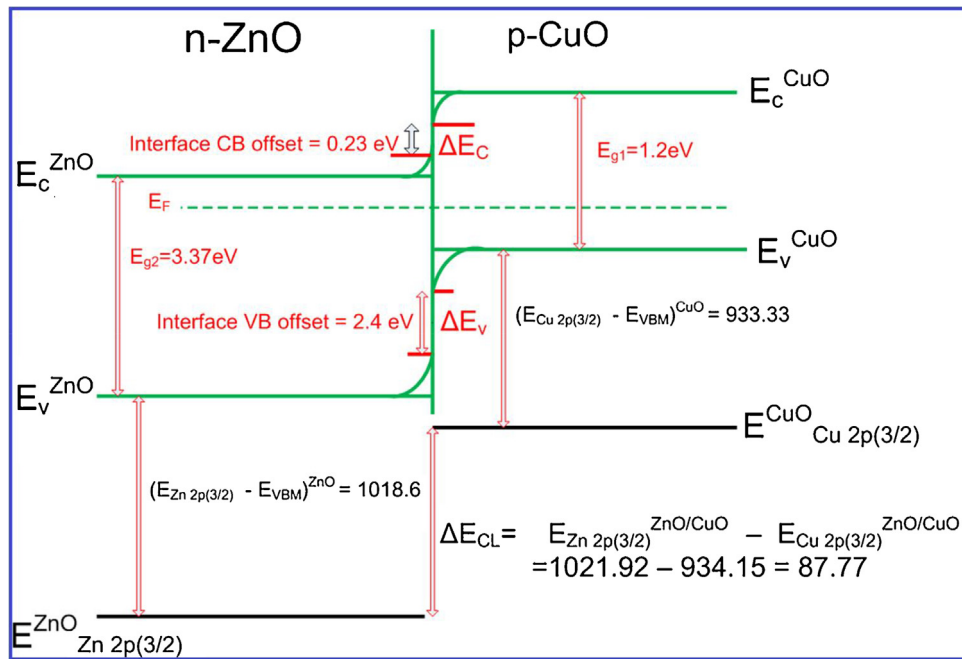 n-ZnO
p-CuO
E_c^CuO
Interface CB offset = 0.23 eV
ΔE_C
E_g1=1.2eV
E_c^ZnO
E_F
E_v^CuO
E_g2=3.37eV
Interface VB offset = 2.4 eV
ΔE_v
(E_Cu 2p(3/2) - E_VBM)^CuO = 933.33
E_v^ZnO
E^CuO_Cu 2p(3/2)
(E_Zn 2p(3/2) - E_VBM)^ZnO = 1018.6
ΔE_CL= E_Zn 2p(3/2)^ZnO/CuO – E_Cu 2p(3/2)^ZnO/CuO
=1021.92 – 934.15 = 87.77
E^ZnO_Zn 2p(3/2)